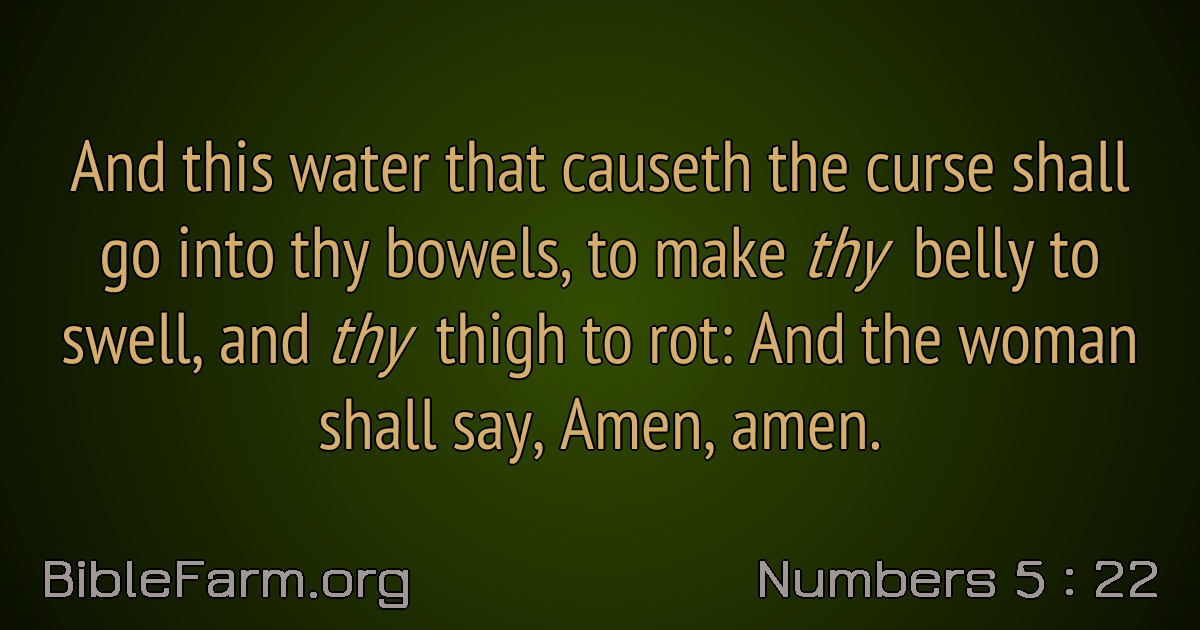 And this water that causeth the curse shall
go into thy bowels, to make thy belly to
swell, and thy thigh to rot: And the woman
shall say, Amen, amen.
BibleFarm.org
Numbers 5 : 22